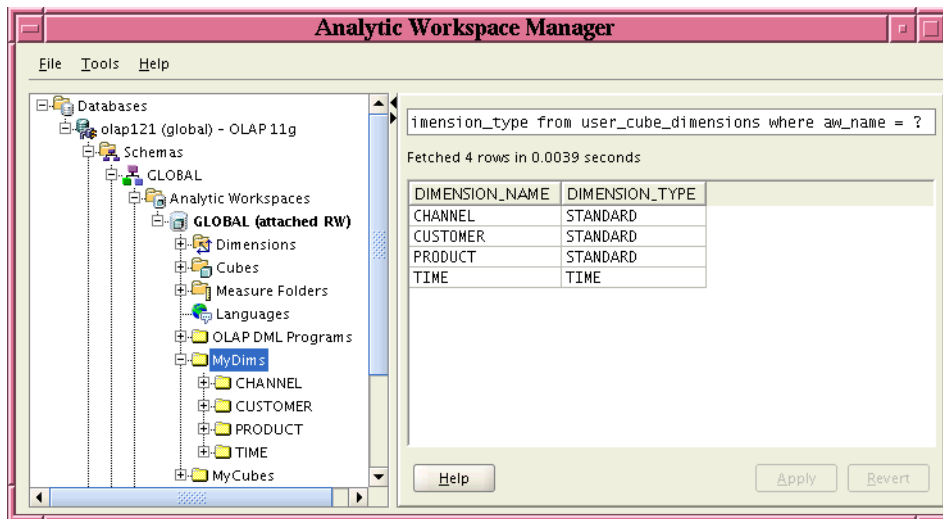 Analytic Workspace Manager
File Tools Help
Databases
olap121 (global) - OLAP 11g
Schemas
GLOBAL
Analytic Workspaces
GLOBAL (attached RW)
Dimensions
Cubes
Measure Folders
Languages
OLAP DML Programs
MyDims
CHANNEL
CUSTOMER
PRODUCT
TIME
MyCubes
imension_type from user_cube_dimensions where aw_name = ?
Fetched 4 rows in 0.0039 seconds
DIMENSION_NAME DIMENSION_TYPE
CHANNEL STANDARD
CUSTOMER STANDARD
PRODUCT STANDARD
TIME TIME
Help Apply Revert